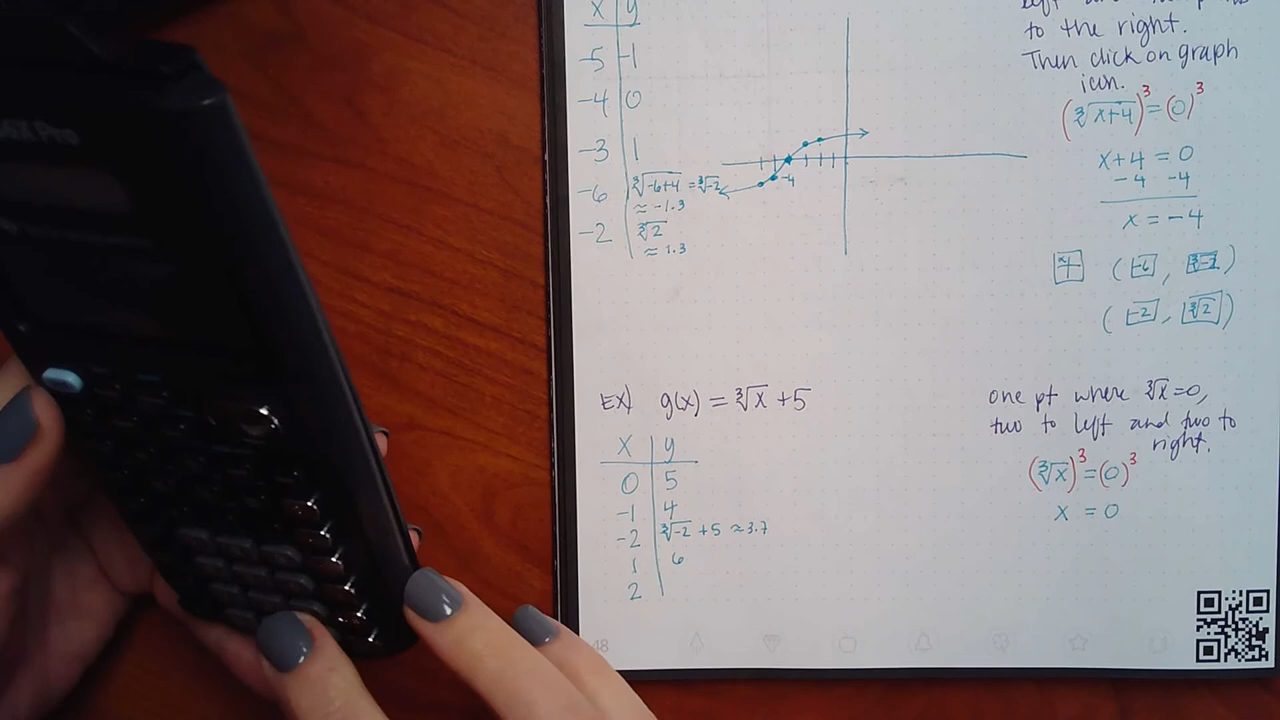 x y
-5 -1
-4 0
-3 1
-6 ∛-6+4 = ∛-2
≈ -1.3
-2 ∛2
≈ 1.3
-4
to the right.
Then click on graph
icon.
(∛x+4)³ = (0)³
x+4 = 0
-4 -4
x = -4
(-6, ∛-2)
(-2, ∛2)
EX) g(x) = ∛x + 5
x y
0 5
-1 4
-2 ∛-2 + 5 ≈ 3.7
1 6
2
one pt where ∛x = 0,
two to left and two to
right.
(∛x)³ = (0)³
x = 0
48
Pro